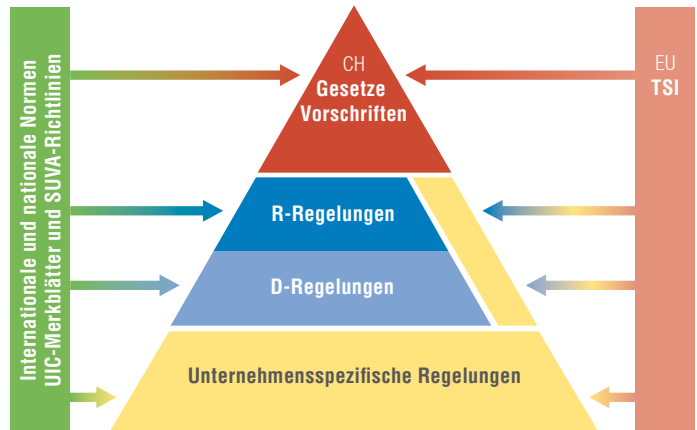 Internationale und nationale Normen
UIC-Merkblätter und SUVA-Richtlinien
CH
Gesetze
Vorschriften
EU
TSI
R-Regelungen
D-Regelungen
Unternehmensspezifische Regelungen